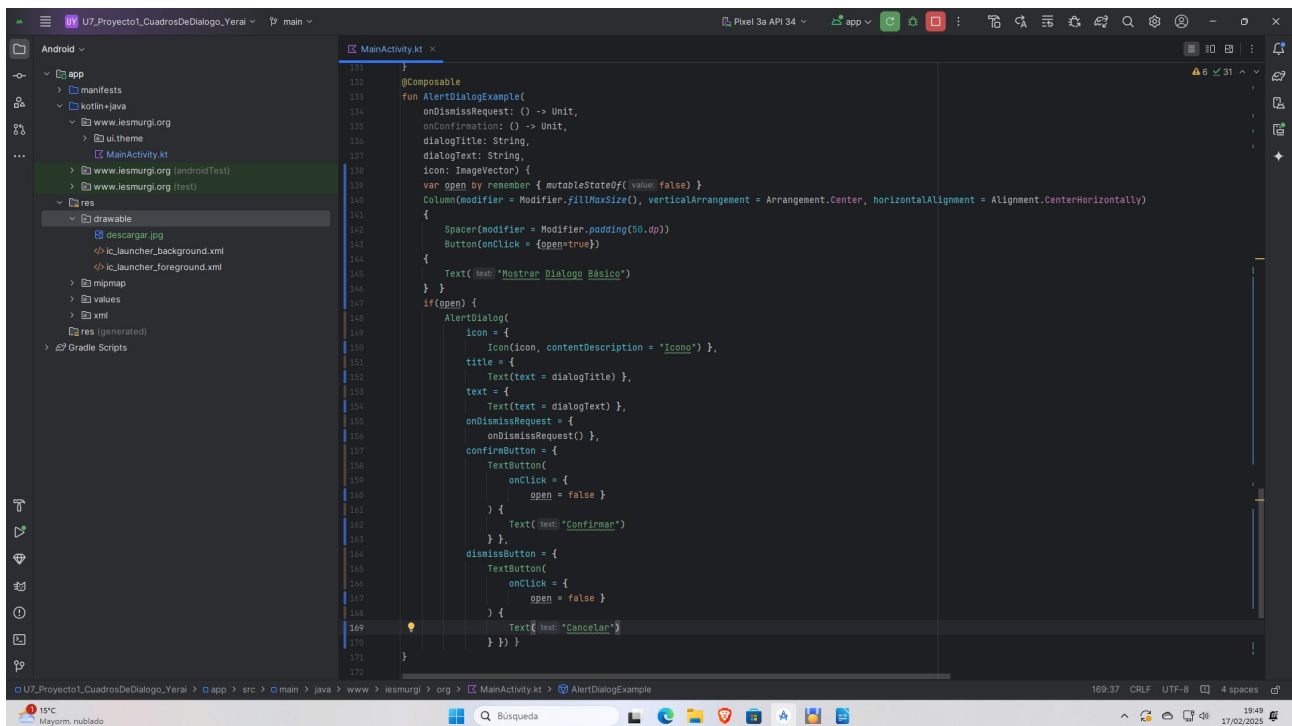 UY U7_Proyecto1_CuadrosDeDialogo_Yerai main Pixel 3a API 34 app
Android
app
manifests
kotlin+java
www.iesmurgi.org
ui.theme
MainActivity.kt
www.iesmurgi.org (androidTest)
www.iesmurgi.org (test)
res
drawable
descargar.jpg
ic_launcher_background.xml
ic_launcher_foreground.xml
mipmap
values
xml
res (generated)
Gradle Scripts
MainActivity.kt
6 31
131 }
132 @Composable
133 fun AlertDialogExample(
134 onDismissRequest: () -> Unit,
135 onConfirmation: () -> Unit,
136 dialogTitle: String,
137 dialogText: String,
138 icon: ImageVector) {
139 var open by remember { mutableStateOf( value: false) }
140 Column(modifier = Modifier.fillMaxSize(), verticalArrangement = Arrangement.Center, horizontalAlignment = Alignment.CenterHorizontally)
141 {
142 Spacer(modifier = Modifier.padding(50.dp))
143 Button(onClick = {open=true})
144 {
145 Text( text: "Mostrar Dialogo Básico")
146 } }
147 if(open) {
148 AlertDialog(
149 icon = {
150 Icon(icon, contentDescription = "Icono") },
151 title = {
152 Text(text = dialogTitle) },
153 text = {
154 Text(text = dialogText) },
155 onDismissRequest = {
156 onDismissRequest() },
157 confirmButton = {
158 TextButton(
159 onClick = {
160 open = false }
161 ) {
162 Text( text: "Confirmar")
163 } },
164 dismissButton = {
165 TextButton(
166 onClick = {
167 open = false }
168 ) {
169 Text( text: "Cancelar")
170 } }) }
171 }
172
U7_Proyecto1_CuadrosDeDialogo_Yerai > app > src > main > java > www > iesmurgi > org > MainActivity.kt > AlertDialogExample 169:37 CRLF UTF-8 4 spaces
1 15°C
Mayorm. nublado
Búsqueda
19:49
17/02/2025